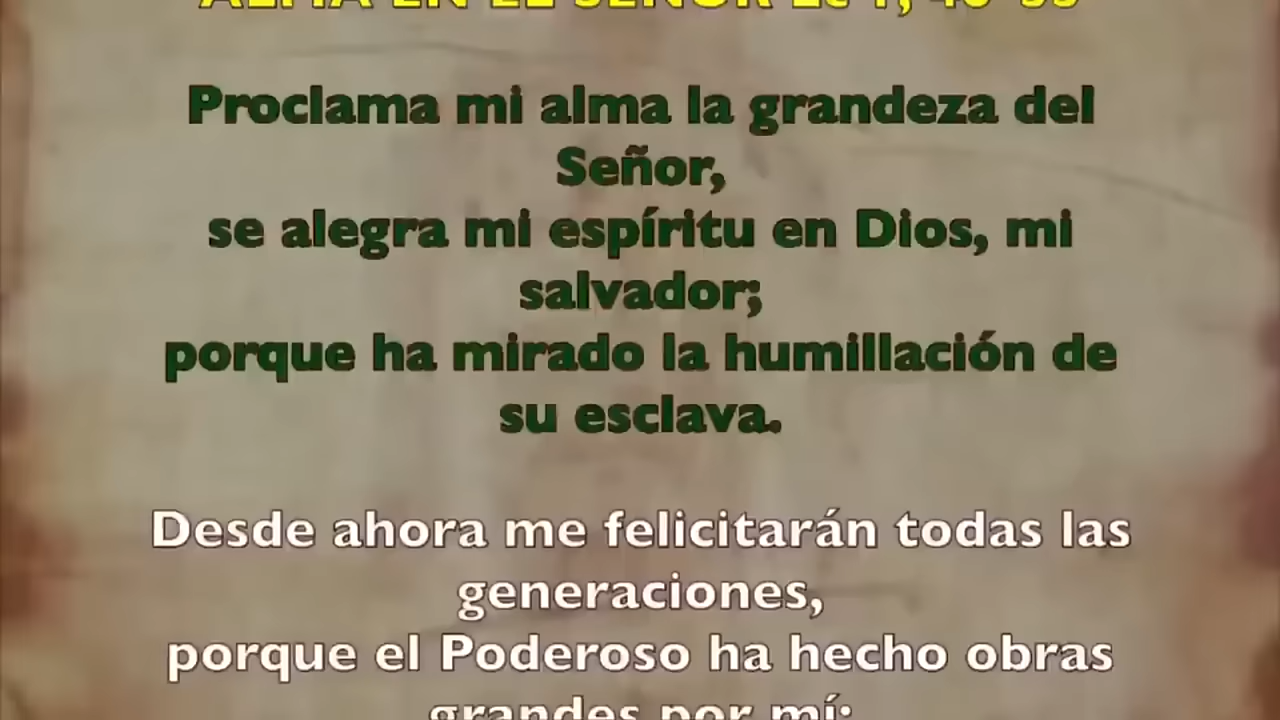 ALMA EN EL SEÑOR Lc 1, 46-55
Proclama mi alma la grandeza del
Señor,
se alegra mi espíritu en Dios, mi
salvador;
porque ha mirado la humillación de
su esclava.
Desde ahora me felicitarán todas las
generaciones,
porque el Poderoso ha hecho obras
grandes por mí: